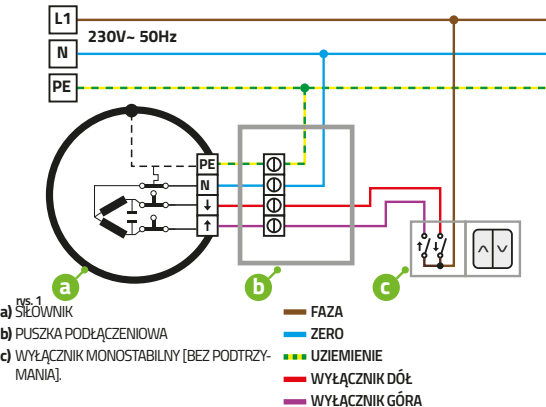 L1
230V~ 50Hz
N
PE
PE
N
↓
↑
↑ ↓
a
b
c
rys. 1
a) SIŁOWNIK
b) PUSZKA PODŁĄCZENIOWA
c) WYŁĄCZNIK MONOSTABILNY [BEZ PODTRZY-
MANIA].
FAZA
ZERO
UZIEMIENIE
WYŁĄCZNIK DÓŁ
WYŁĄCZNIK GÓRA